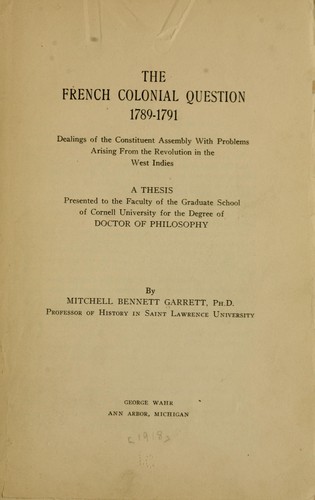 THE
FRENCH COLONIAL QUESTION
1789-1791
Dealings of the Constituent Assembly With Problems
Arising From the Revolution in the
West Indies
A THESIS
Presented to the Faculty of the Graduate School
of Cornell University for the Degree of
DOCTOR OF PHILOSOPHY
By
MITCHELL BENNETT GARRETT, PH.D.
PROFESSOR OF HISTORY IN SAINT LAWRENCE UNIVERSITY
GEORGE WAHR
ANN ARBOR, MICHIGAN